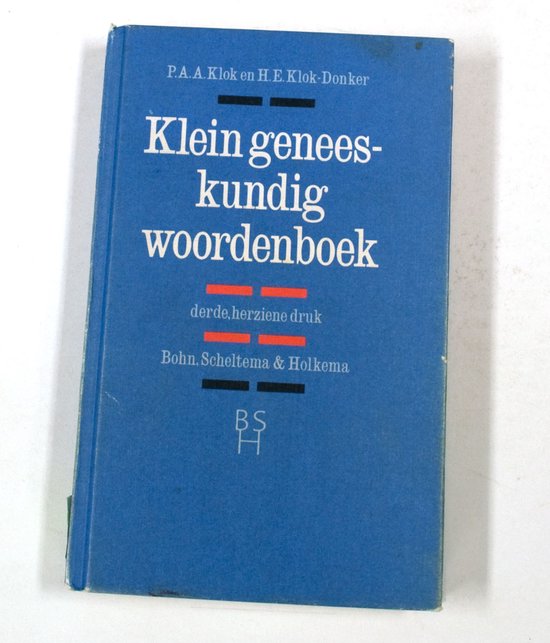 P.A.A. Klok en H.E. Klok-Donker
Klein genees-
kundig
woordenboek
derde, herziene druk
Bohn, Scheltema & Holkema
BS
H